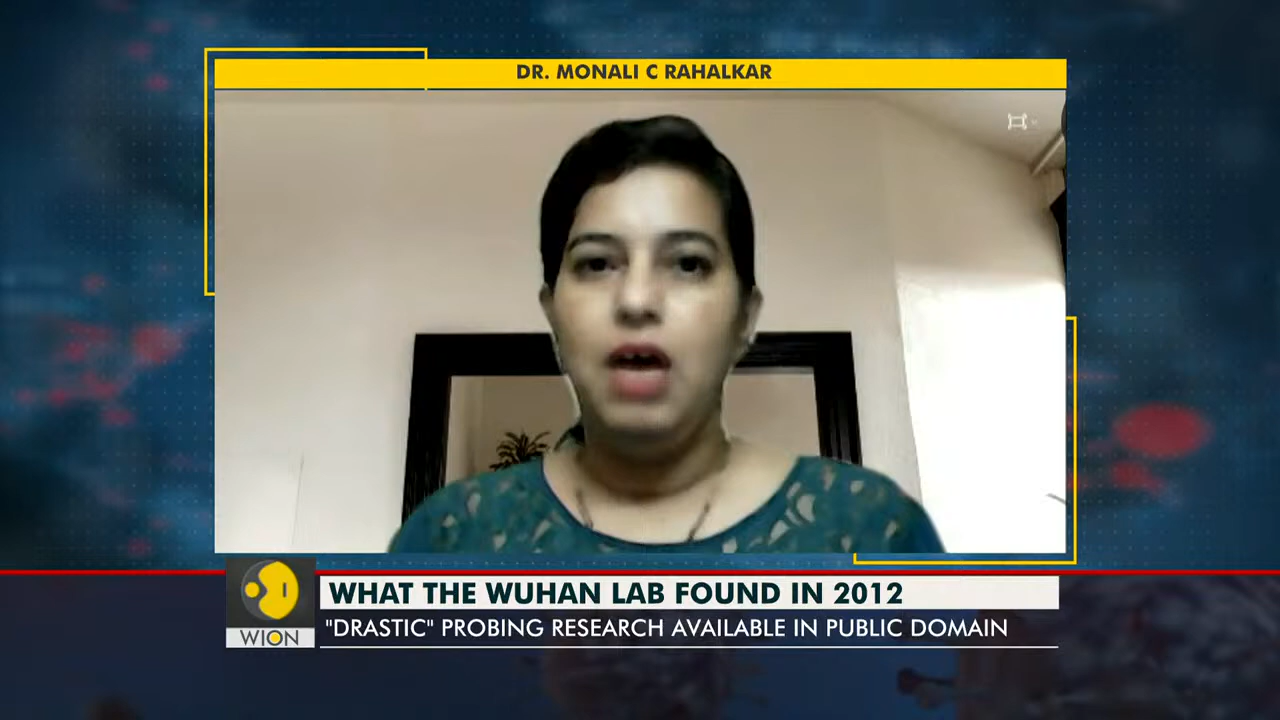 DR. MONALI C RAHALKAR
WHAT THE WUHAN LAB FOUND IN 2012
"DRASTIC" PROBING RESEARCH AVAILABLE IN PUBLIC DOMAIN
WION